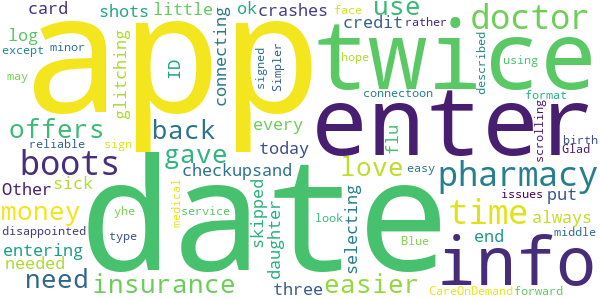 card shots little ok crashes use doctor
log credit rather face
except minor may
app twice
glitching ID connecting signed Simpler hope described using
connectoon format
offers back every enter
reliable sign gave today flu scrolling Glad birth
boots checkupsand love pharmacy
Other sick medical easy issues put
money date skipped daughter selecting time always
disappointed yhe service look
entering type end middle
needed Blue info
need insurance three easier CareOnDemand forward